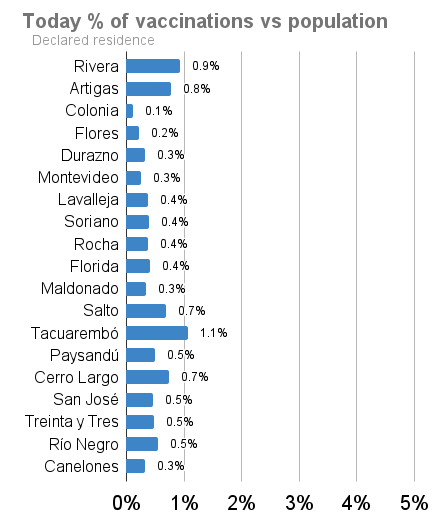 Today % of vaccinations vs population
Declared residence
Rivera 0.9%
Artigas 0.8%
Colonia 0.1%
Flores 0.2%
Durazno 0.3%
Montevideo 0.3%
Lavalleja 0.4%
Soriano 0.4%
Rocha 0.4%
Florida 0.4%
Maldonado 0.3%
Salto 0.7%
Tacuarembó 1.1%
Paysandú 0.5%
Cerro Largo 0.7%
San José 0.5%
Treinta y Tres 0.5%
Río Negro 0.5%
Canelones 0.3%
0% 1% 2% 3% 4% 5%